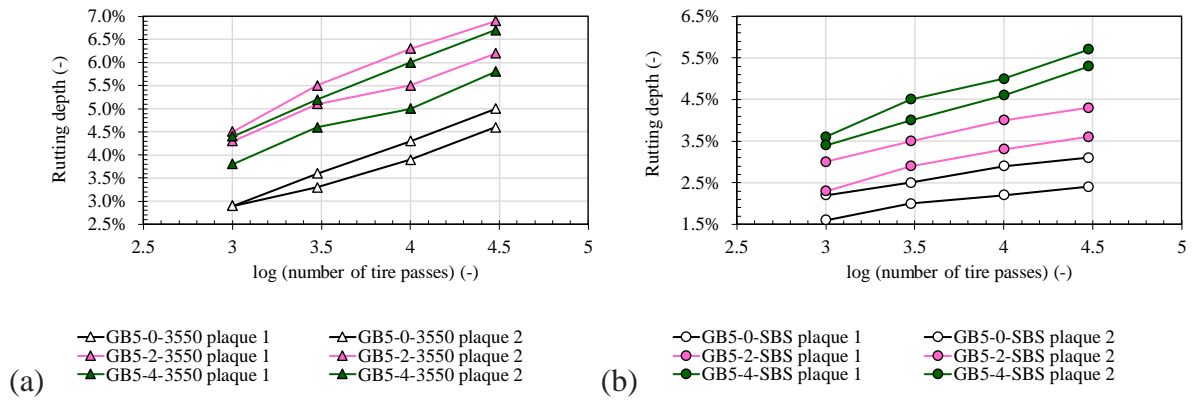 7.0%
6.5%
6.0%
5.5%
5.0%
4.5%
4.0%
3.5%
3.0%
2.5%
Rutting depth (-)
2.5 3 3.5 4 4.5 5
log (number of tire passes) (-)
GB5-0-3550 plaque 1 GB5-0-3550 plaque 2
GB5-2-3550 plaque 1 GB5-2-3550 plaque 2
GB5-4-3550 plaque 1 GB5-4-3550 plaque 2
(a)
6.5%
5.5%
4.5%
3.5%
2.5%
1.5%
Rutting depth (-)
2.5 3 3.5 4 4.5 5
log (number of tire passes) (-)
GB5-0-SBS plaque 1 GB5-0-SBS plaque 2
GB5-2-SBS plaque 1 GB5-2-SBS plaque 2
GB5-4-SBS plaque 1 GB5-4-SBS plaque 2
(b)